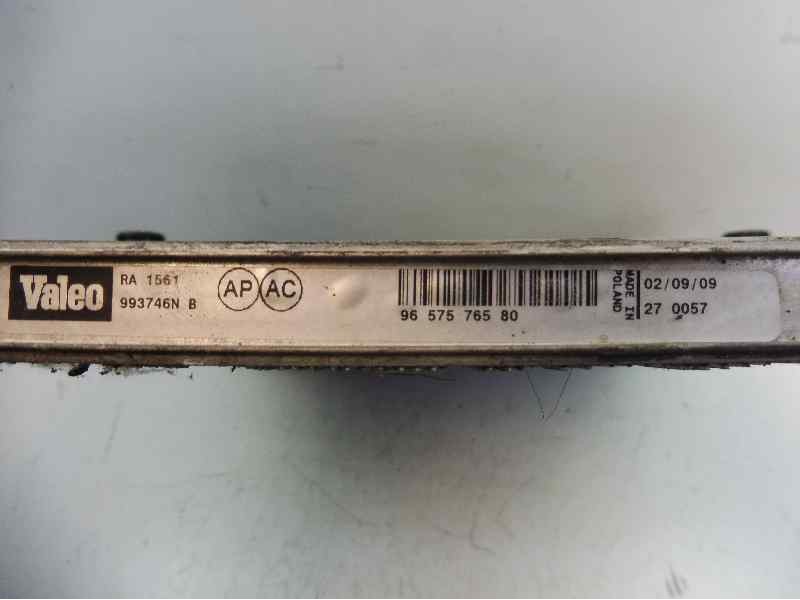 Valeo
RA 1561
993746N B
AP AC
96 575 765 80
MADE IN
POLAND
02/09/09
27 0057